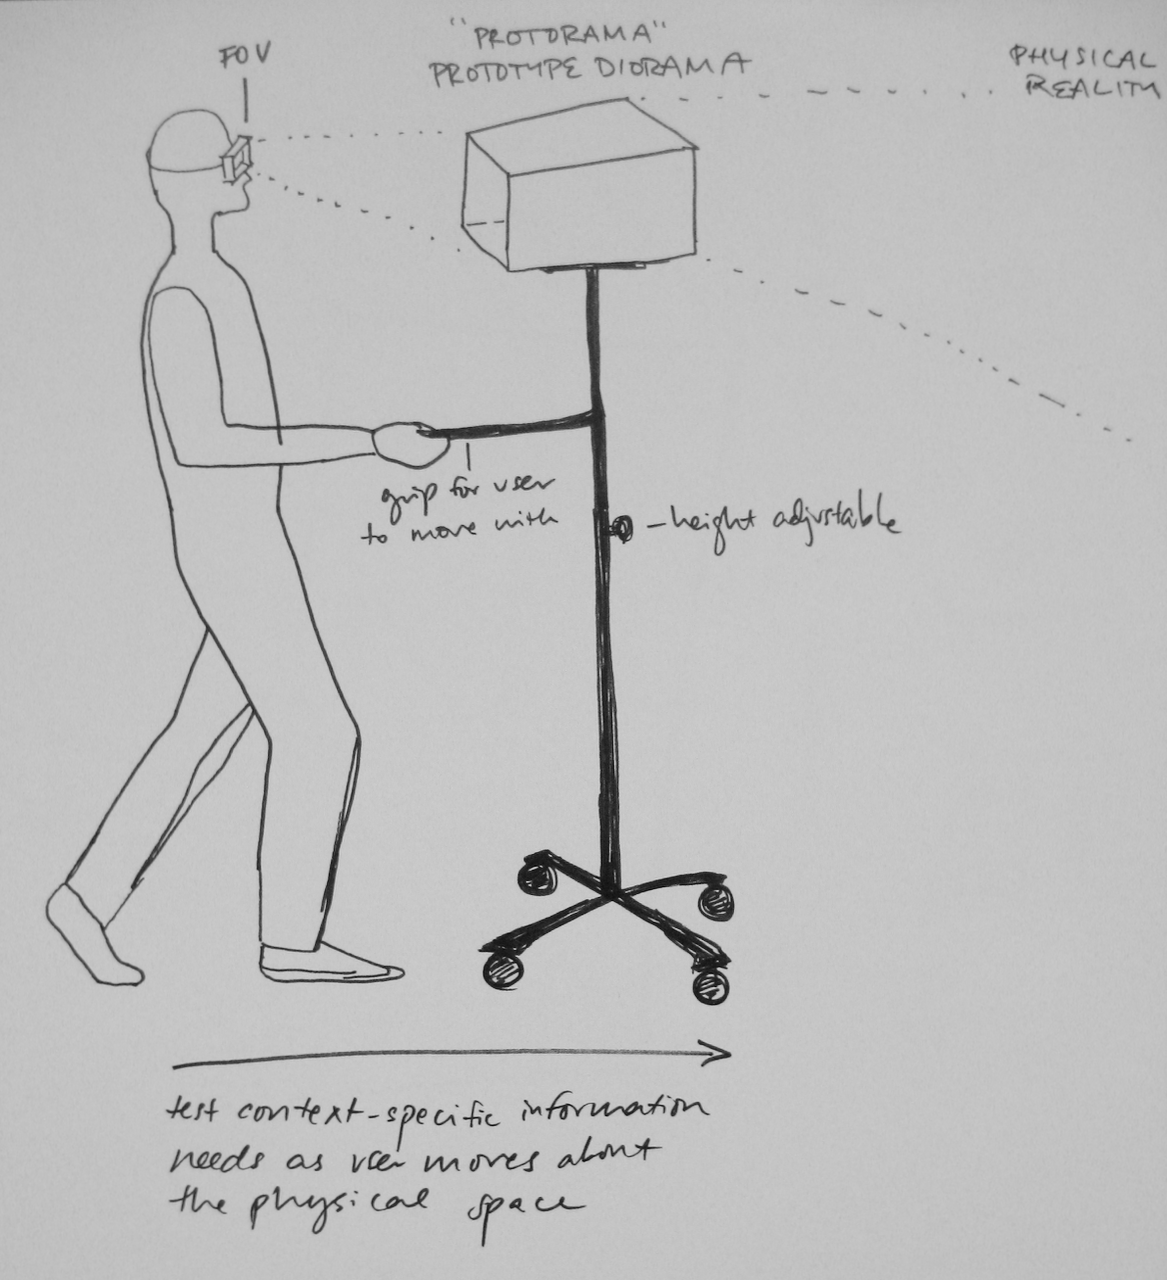 FOV
"PROTORAMA"
PROTOTYPE DIORAMA
PHYSICAL
REALITY
grip for user
to move with
- height adjustable
test context-specific information
needs as user moves about
the physical space